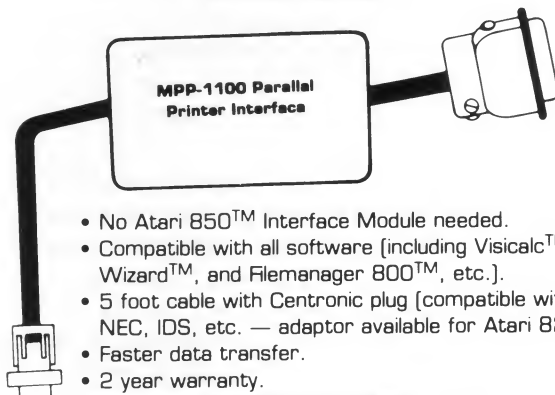 MPP-1100 Parallel
Printer Interface
• No Atari 850™ Interface Module needed.
• Compatible with all software (including Visicalc™
Wizard™, and Filemanager 800™, etc.).
• 5 foot cable with Centronic plug (compatible wi
NEC, IDS, etc. — adaptor available for Atari 8
• Faster data transfer.
• 2 year warranty.